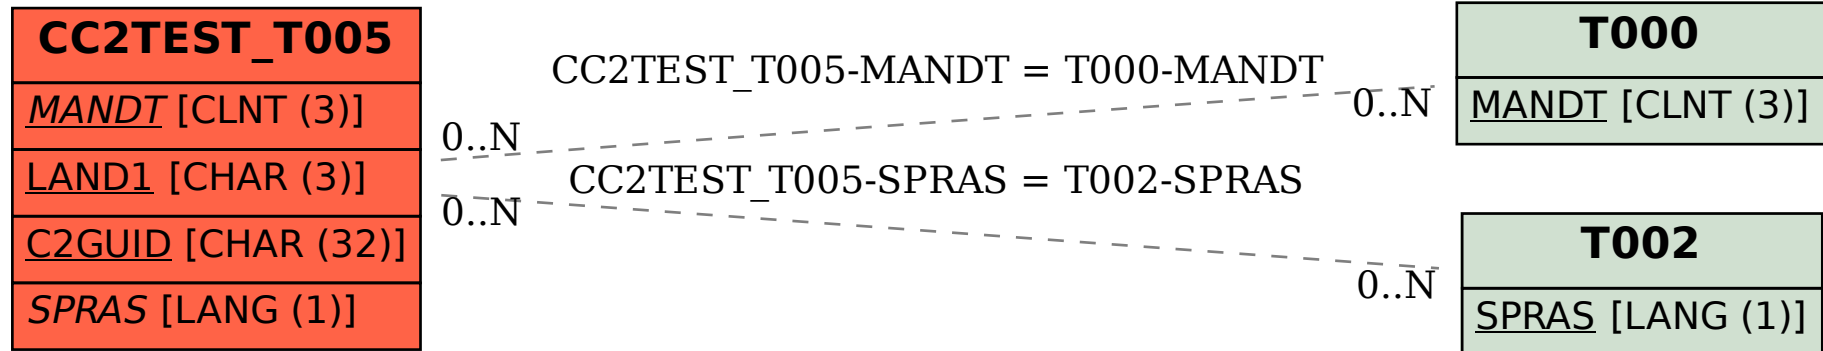 CC2TEST_T005
MANDT [CLNT (3)]
LAND1 [CHAR (3)]
C2GUID [CHAR (32)]
SPRAS [LANG (1)]
CC2TEST_T005-MANDT = T000-MANDT
0..N
0..N
CC2TEST_T005-SPRAS = T002-SPRAS
0..N
0..N
T000
MANDT [CLNT (3)]
T002
SPRAS [LANG (1)]